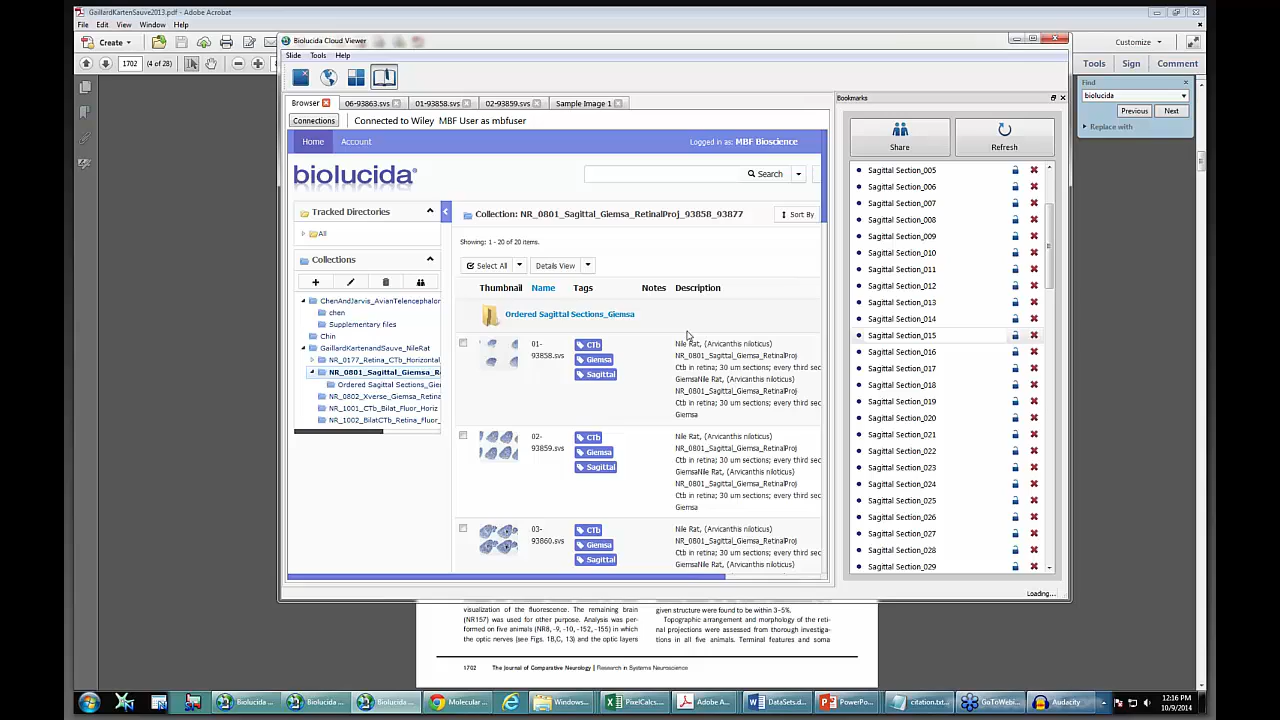 GaillardKartenSauve2013.pdf - Adobe Acrobat
File Edit View Window Help
Create
Customize
1702 (4 of 28)
Tools Sign Comment
Find
biolucida
Previous Next
Replace with
Biolucida Cloud Viewer
Slide Tools Help
Browser 06-93863.svs 01-93858.svs 02-93859.svs Sample Image 1
Connections Connected to Wiley MBF User as mbfuser
Home Account Logged in as: MBF Bioscience
biolucida
Search
Tracked Directories
All
Collections
ChenAndJarvis_AvianTelencephalor
chen
Supplementary files
Chin
GaillardKartenandSauve_NileRat
NR_0177_Retina_CTb_Horizontal_
NR_0801_Sagittal_Giemsa_R
Ordered Sagittal Sections_Gie
NR_0802_Xverse_Giemsa_Retina
NR_1001_CTb_Bilat_Fluor_Horiz
NR_1002_BilatCTb_Retina_Fluor_
Collection: NR_0801_Sagittal_Giemsa_RetinalProj_93858_93877
Sort By
Showing: 1 - 20 of 20 items.
Select All Details View
Thumbnail Name Tags Notes Description
Ordered Sagittal Sections_Giemsa
01-
93858.svs
CTb
Giemsa
Sagittal
Nile Rat, (Arvicanthis niloticus)
NR_0801_Sagittal_Giemsa_RetinalProj
Ctb in retina; 30 um sections; every third sec
GiemsaNile Rat, (Arvicanthis niloticus)
NR_0801_Sagittal_Giemsa_RetinalProj
Ctb in retina; 30 um sections; every third sec
Giemsa
02-
93859.svs
CTb
Giemsa
Sagittal
Nile Rat, (Arvicanthis niloticus)
NR_0801_Sagittal_Giemsa_RetinalProj
Ctb in retina; 30 um sections; every third sec
GiemsaNile Rat, (Arvicanthis niloticus)
NR_0801_Sagittal_Giemsa_RetinalProj
Ctb in retina; 30 um sections; every third sec
Giemsa
03-
93860.svs
CTb
Giemsa
Sagittal
Nile Rat, (Arvicanthis niloticus)
NR_0801_Sagittal_Giemsa_RetinalProj
Ctb in retina; 30 um sections; every third sec
GiemsaNile Rat, (Arvicanthis niloticus)
Bookmarks
Share Refresh
Sagittal Section_005
Sagittal Section_006
Sagittal Section_007
Sagittal Section_008
Sagittal Section_009
Sagittal Section_010
Sagittal Section_011
Sagittal Section_012
Sagittal Section_013
Sagittal Section_014
Sagittal Section_015
Sagittal Section_016
Sagittal Section_017
Sagittal Section_018
Sagittal Section_019
Sagittal Section_020
Sagittal Section_021
Sagittal Section_022
Sagittal Section_023
Sagittal Section_024
Sagittal Section_025
Sagittal Section_026
Sagittal Section_027
Sagittal Section_028
Sagittal Section_029
Loading...
visualization of the fluorescence. The remaining brain
(NR157) was used for other purpose. Analysis was per-
formed on five animals (NR8, -9, -10, -152, -155) in which
the optic nerves (see Figs. 1B,C, 13) and the optic layers
given structure were found to be within 3–5%.
Topographic arrangement and morphology of the reti-
nal projections were assessed from thorough investiga-
tions in all five animals. Terminal features and soma
1702 The Journal of Comparative Neurology | Research in Systems Neuroscience
Biolucida ... Biolucida ... Biolucida ... Molecular ... Windows... PixelCalcs... Adobe A... DataSets.d... PowerPo... citation.txt... GoToWebi... Audacity
12:16 PM
10/9/2014